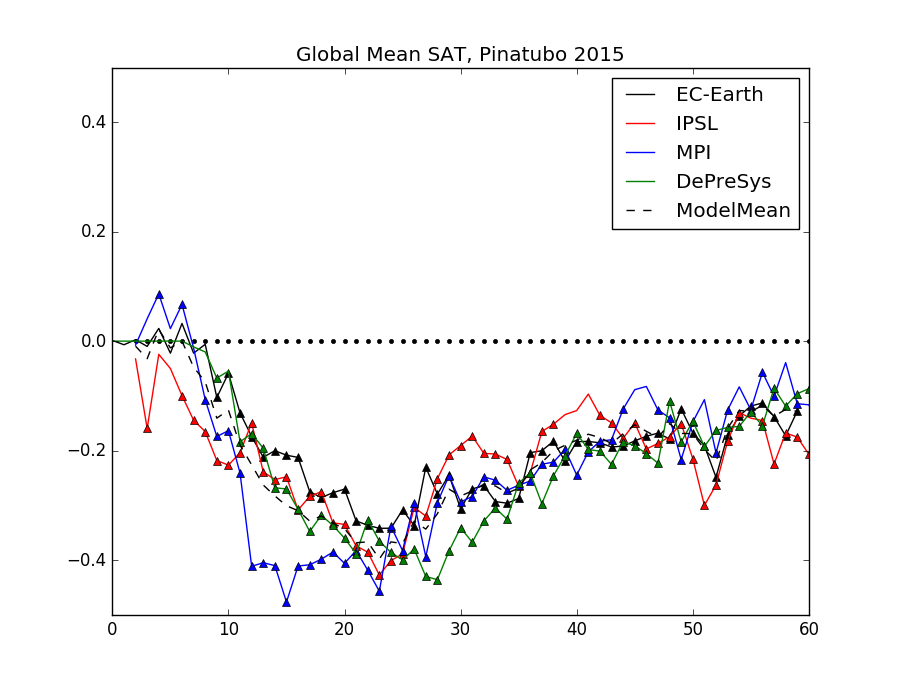 Global Mean SAT, Pinatubo 2015
EC-Earth
IPSL
MPI
DePreSys
ModelMean
0.4
0.2
0.0
−0.2
−0.4
0 10 20 30 40 50 60